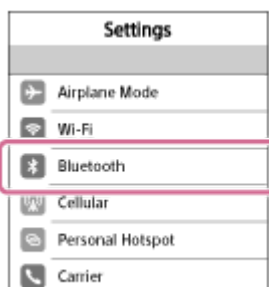 Settings
Airplane Mode
Wi-Fi
Bluetooth
Cellular
Personal Hotspot
Carrier